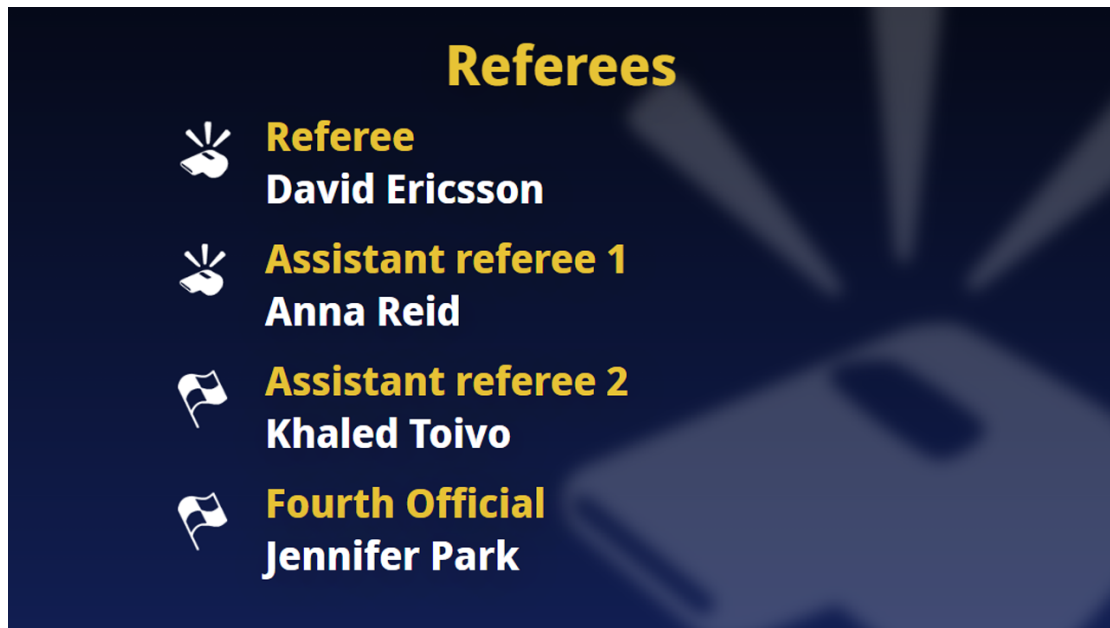 Referees
Referee
David Ericsson
Assistant referee 1
Anna Reid
Assistant referee 2
Khaled Toivo
Fourth Official
Jennifer Park